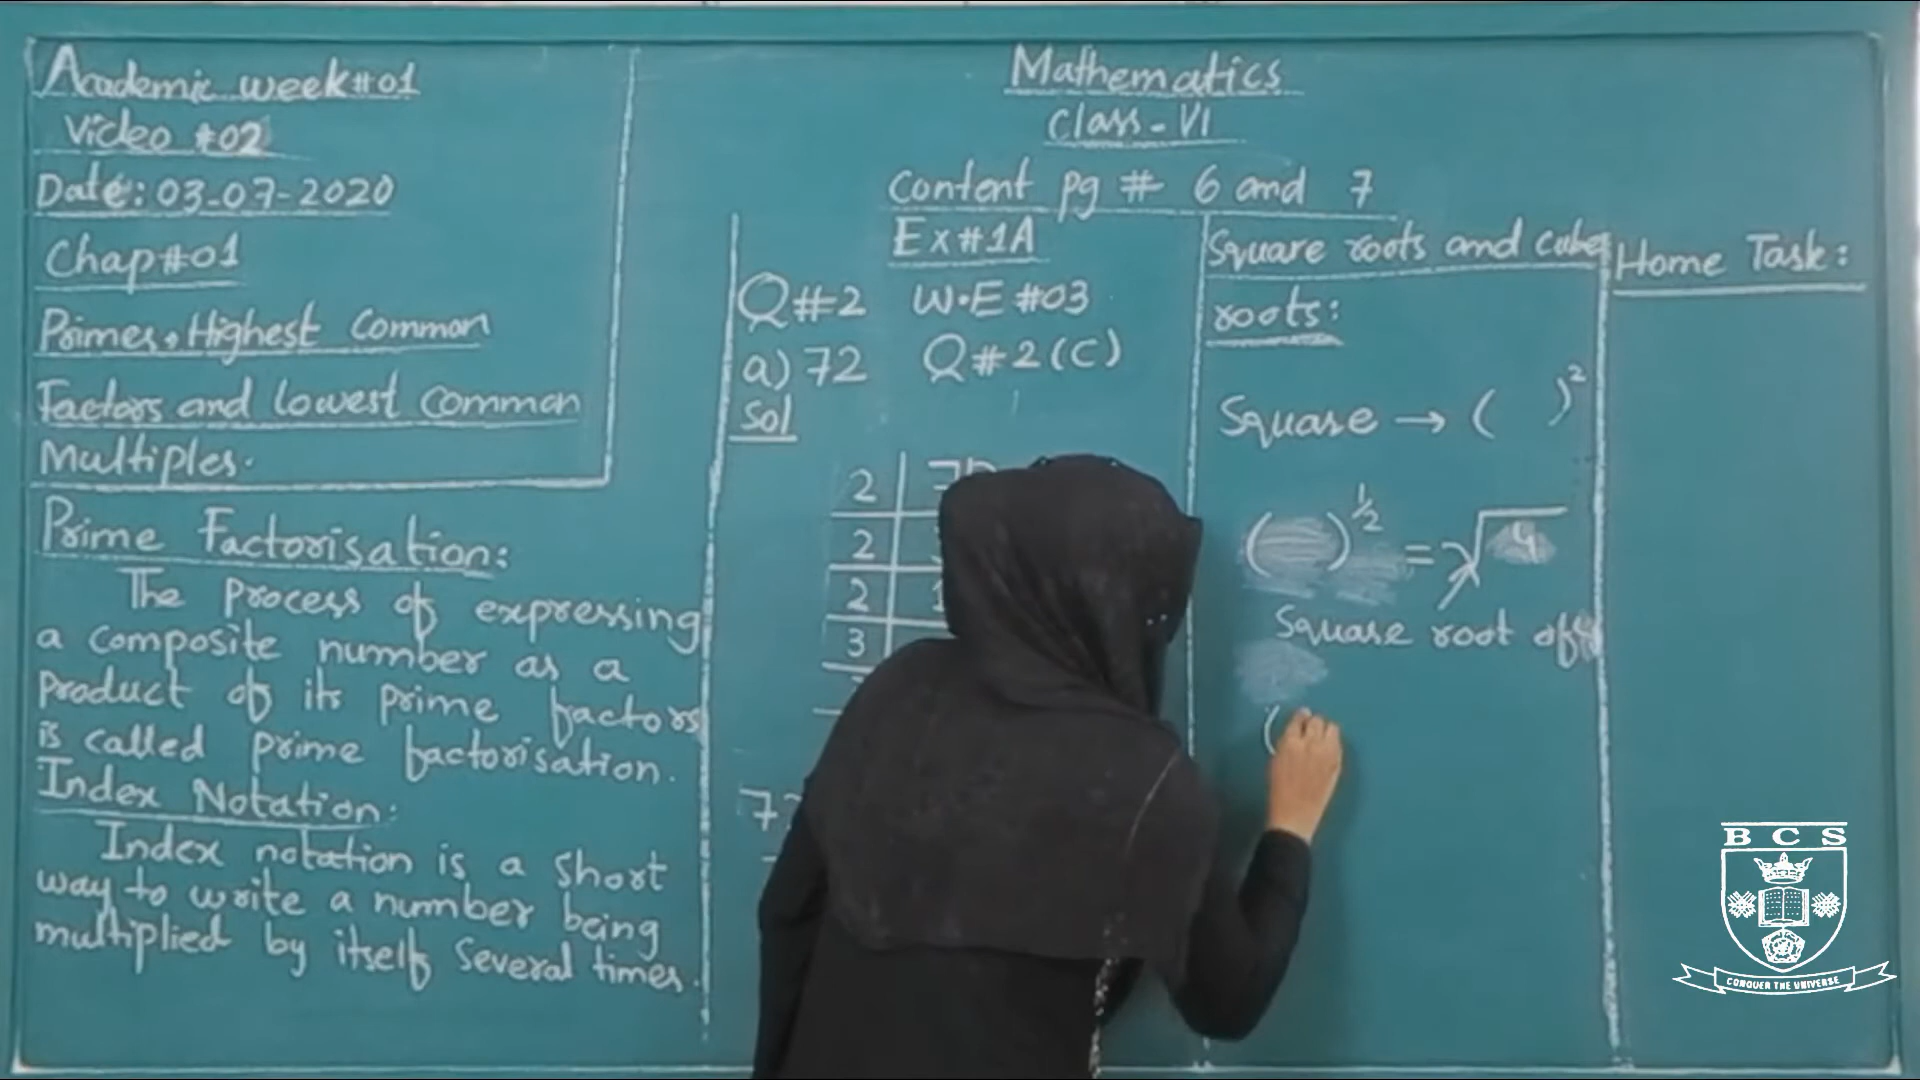 Academic week#01
Video #02
Date: 03-07-2020
Chap#01
Primes, Highest Common
Factors and lowest common
Multiples.
Prime Factorisation:
The process of expressing
a composite number as a
product of its prime factors
is called prime factorisation.
Index Notation:
Index notation is a short
way to write a number being
multiplied by itself several times.
Mathematics
Class-VI
Content pg # 6 and 7
Ex#1A
Q#2 W.E #03
a) 72 Q#2(C)
Sol
2
2
2
3
Square roots and cube
roots:
Square → ( )²
( )^½ = 2√4
Square root of
(
Home Task:
BCS
CONQUER THE UNIVERSE